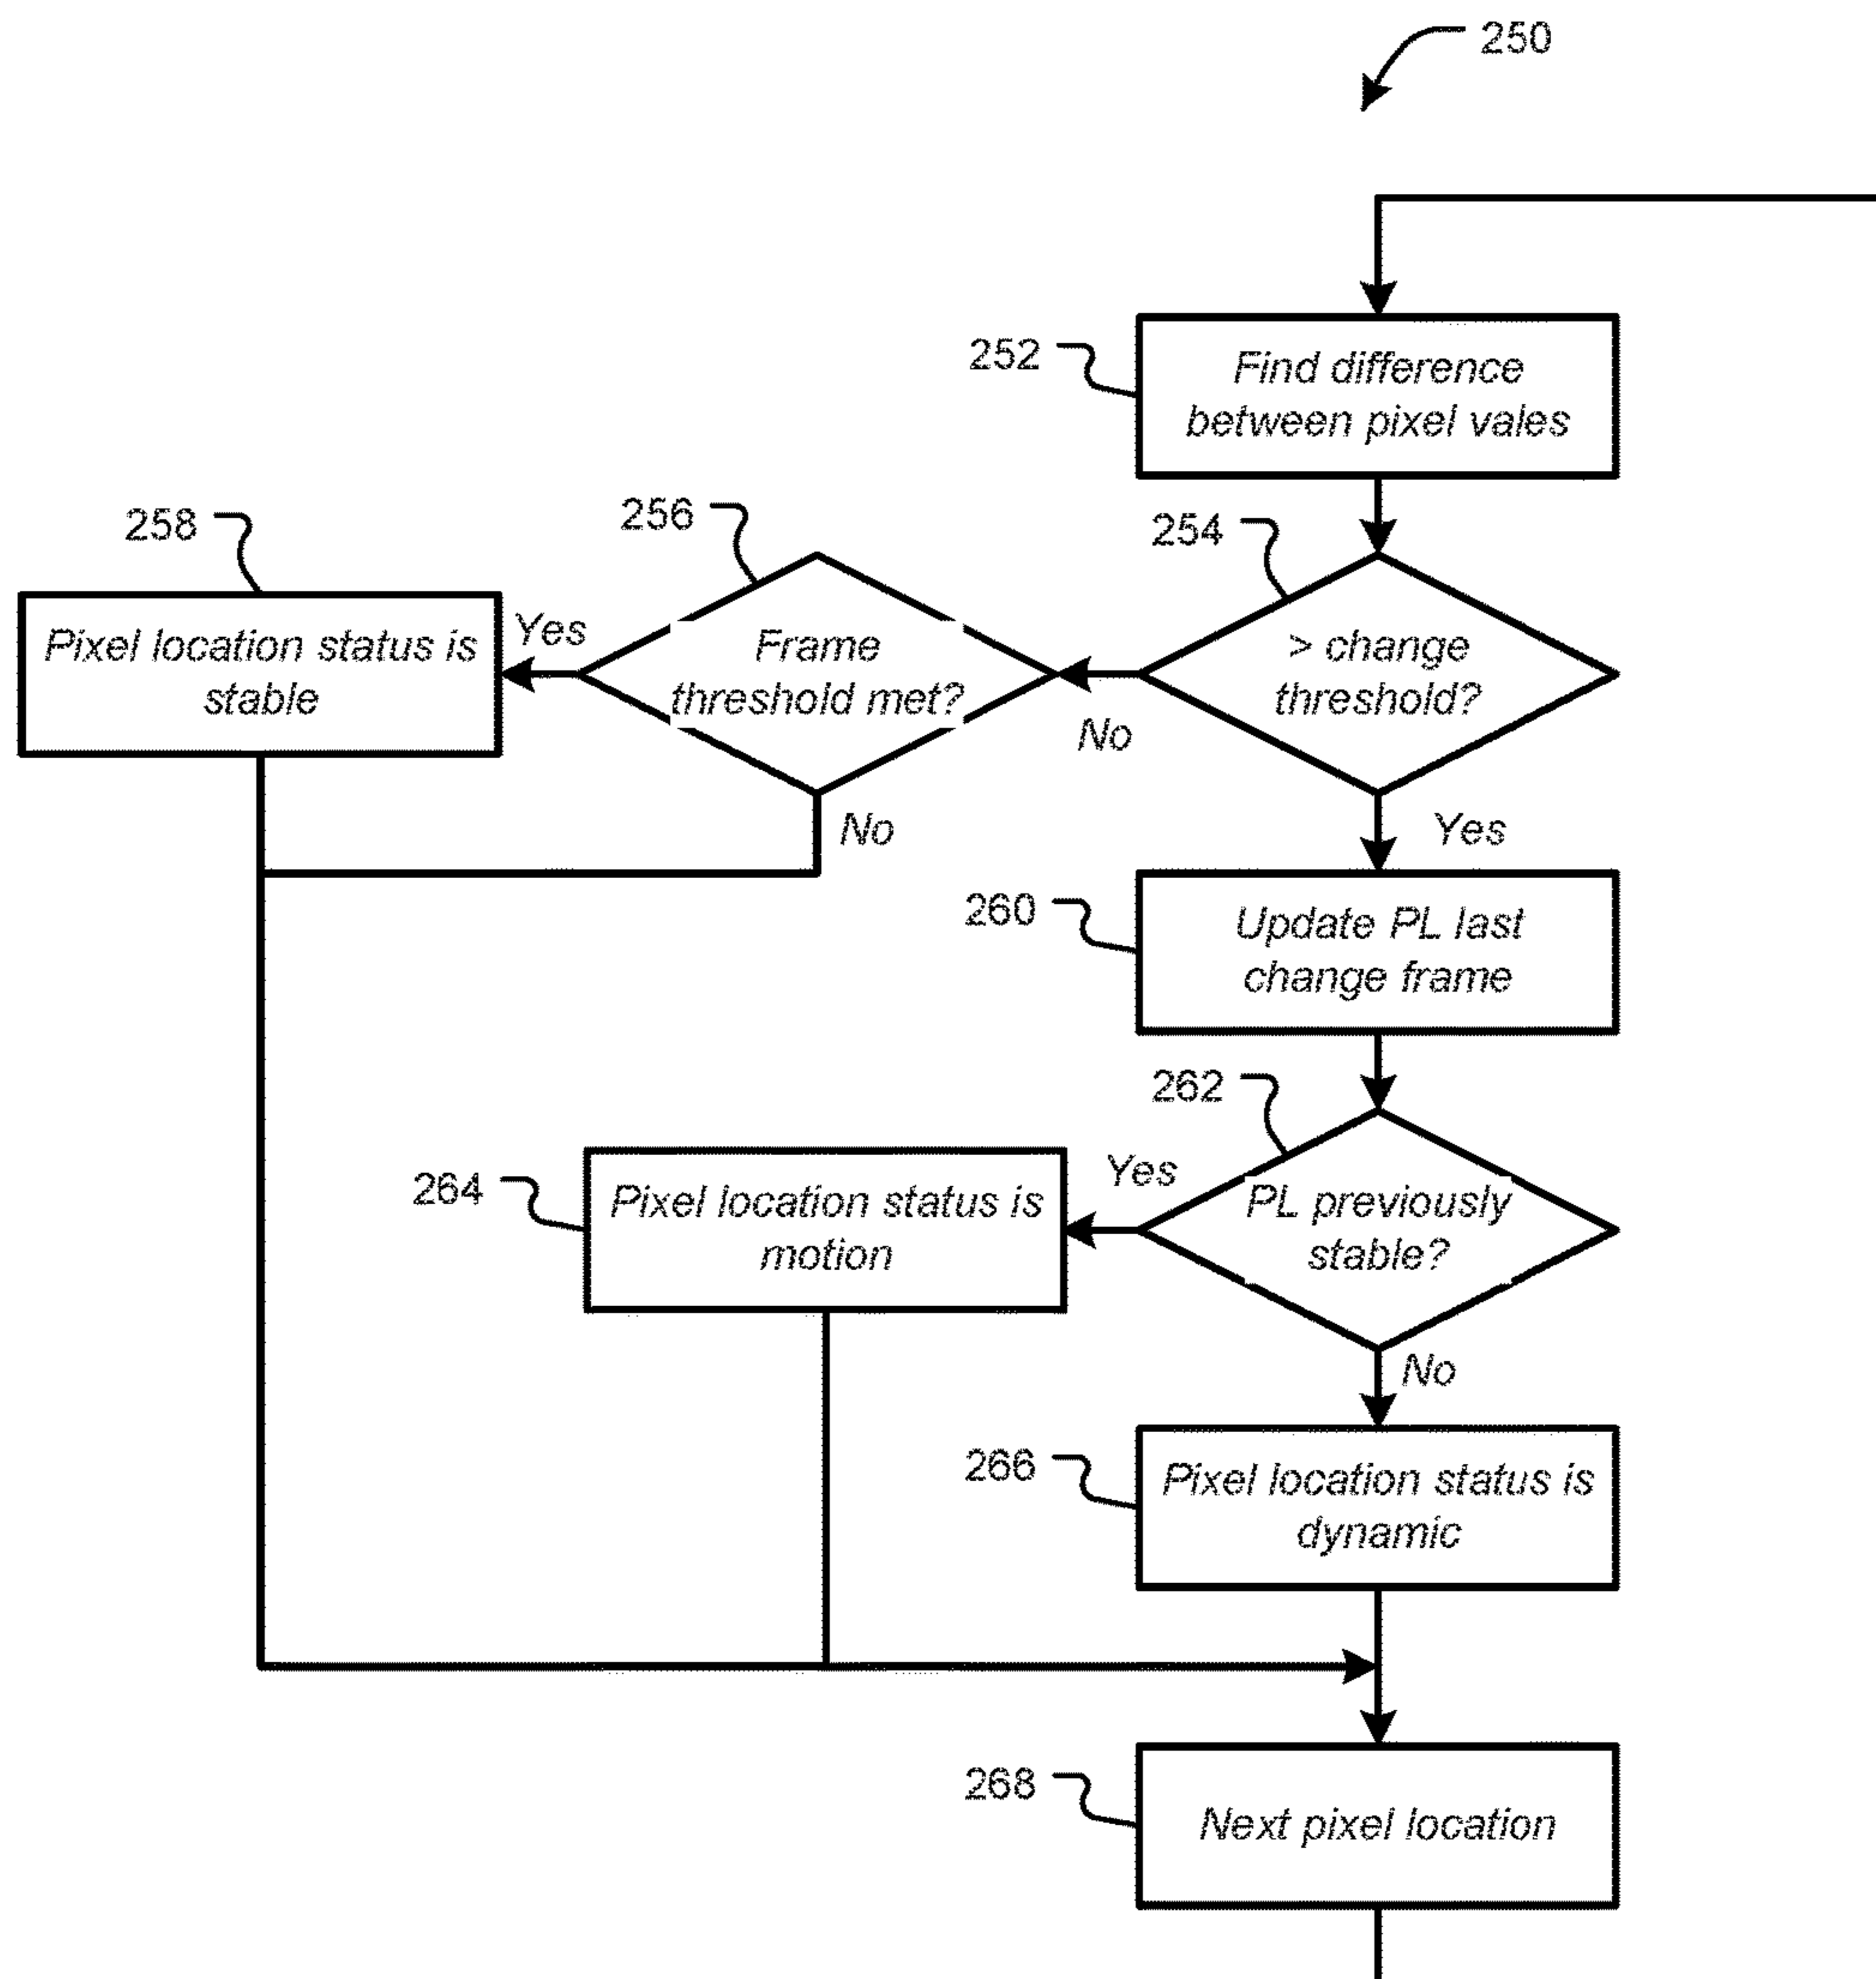 250
252
Find difference
between pixel vales
254
> change
threshold?
No
Yes
256
Frame
threshold met?
Yes
No
258
Pixel location status is
stable
260
Update PL last
change frame
262
PL previously
stable?
Yes
No
264
Pixel location status is
motion
266
Pixel location status is
dynamic
268
Next pixel location